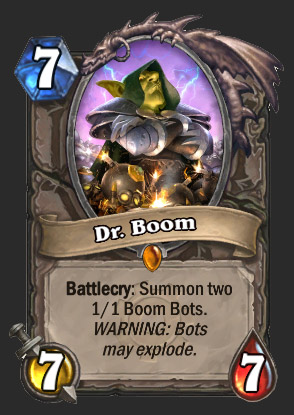 7
Dr. Boom
Battlecry: Summon two
1/1 Boom Bots.
WARNING: Bots
may explode.
7
7